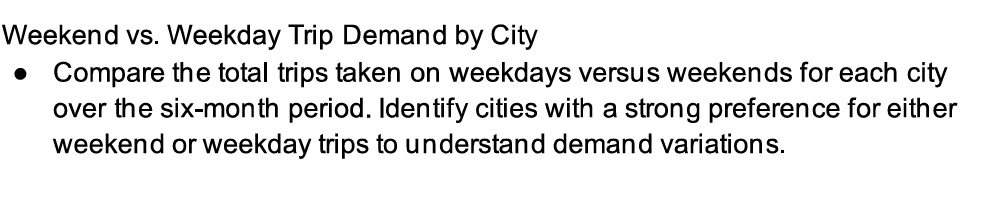 Weekend vs. Weekday Trip Demand by City
● Compare the total trips taken on weekdays versus weekends for each city
over the six-month period. Identify cities with a strong preference for either
weekend or weekday trips to understand demand variations.